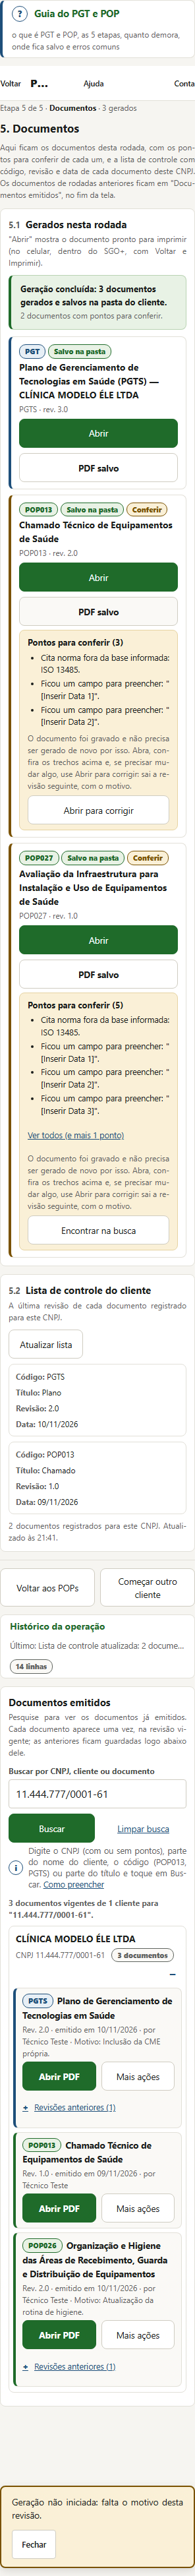 ?
Guia do PGT e POP
o que é PGT e POP, as 5 etapas, quanto demora,
onde fica salvo e erros comuns
Voltar P... Ajuda Conta
Etapa 5 de 5 · Documentos · 3 gerados
5. Documentos
Aqui ficam os documentos desta rodada, com os pon-
tos para conferir de cada um, e a lista de controle com
código, revisão e data de cada documento deste CNPJ.
Os documentos de rodadas anteriores ficam em "Docu-
mentos emitidos", no fim da tela.
5.1 Gerados nesta rodada
"Abrir" mostra o documento pronto para imprimir
(no celular, dentro do SGO+, com Voltar e
Imprimir).
Geração concluída: 3 documentos
gerados e salvos na pasta do cliente.
2 documentos com pontos para conferir.
PGT Salvo na pasta
Plano de Gerenciamento de
Tecnologias em Saúde (PGTS) —
CLÍNICA MODELO ÉLE LTDA
PGTS · rev. 3.0
Abrir
PDF salvo
POP013 Salvo na pasta Conferir
Chamado Técnico de Equipamentos
de Saúde
POP013 · rev. 2.0
Abrir
PDF salvo
Pontos para conferir (3)
• Cita norma fora da base informada:
ISO 13485.
• Ficou um campo para preencher: "
[Inserir Data 1]".
• Ficou um campo para preencher: "
[Inserir Data 2]".
O documento foi gravado e não precisa
ser gerado de novo por isso. Abra, con-
fira os trechos acima e, se precisar mu-
dar algo, use Abrir para corrigir: sai a re-
visão seguinte, com o motivo.
Abrir para corrigir
POP027 Salvo na pasta Conferir
Avaliação da Infraestrutura para
Instalação e Uso de Equipamentos
de Saúde
POP027 · rev. 1.0
Abrir
PDF salvo
Pontos para conferir (5)
• Cita norma fora da base informada:
ISO 13485.
• Ficou um campo para preencher: "
[Inserir Data 1]".
• Ficou um campo para preencher: "
[Inserir Data 2]".
• Ficou um campo para preencher: "
[Inserir Data 3]".
Ver todos (e mais 1 ponto)
O documento foi gravado e não precisa
ser gerado de novo por isso. Abra, con-
fira os trechos acima e, se precisar mu-
dar algo, use Abrir para corrigir: sai a re-
visão seguinte, com o motivo.
Encontrar na busca
5.2 Lista de controle do cliente
A última revisão de cada documento registrado
para este CNPJ.
Atualizar lista
Código: PGTS
Título: Plano
Revisão: 2.0
Data: 10/11/2026
Código: POP013
Título: Chamado
Revisão: 1.0
Data: 09/11/2026
2 documentos registrados para este CNPJ. Atuali-
zado às 21:41.
Voltar aos POPs
Começar outro
cliente
Histórico da operação
Último: Lista de controle atualizada: 2 docume...
14 linhas
Documentos emitidos
Pesquise para ver os documentos já emitidos.
Cada documento aparece uma vez, na revisão vi-
gente; as anteriores ficam guardadas logo abaixo
dele.
Buscar por CNPJ, cliente ou documento
11.444.777/0001-61
Buscar Limpar busca
i
Digite o CNPJ (com ou sem pontos), parte
do nome do cliente, o código (POP013,
PGTS) ou parte do título e toque em Bus-
car. Como preencher
3 documentos vigentes de 1 cliente para
"11.444.777/0001-61".
CLÍNICA MODELO ÉLE LTDA
CNPJ 11.444.777/0001-61 3 documentos
−
PGTS Plano de Gerenciamento de
Tecnologias em Saúde
Rev. 2.0 · emitido em 10/11/2026 · por
Técnico Teste · Motivo: Inclusão da CME
própria.
Abrir PDF Mais ações
+ Revisões anteriores (1)
POP013 Chamado Técnico de
Equipamentos de Saúde
Rev. 1.0 · emitido em 09/11/2026 · por
Técnico Teste
Abrir PDF Mais ações
POP026 Organização e Higiene
das Áreas de Recebimento, Guarda
e Distribuição de Equipamentos
Rev. 2.0 · emitido em 10/11/2026 · por
Técnico Teste · Motivo: Atualização da
rotina de higiene.
Abrir PDF Mais ações
+ Revisões anteriores (1)
Geração não iniciada: falta o motivo desta
revisão.
Fechar